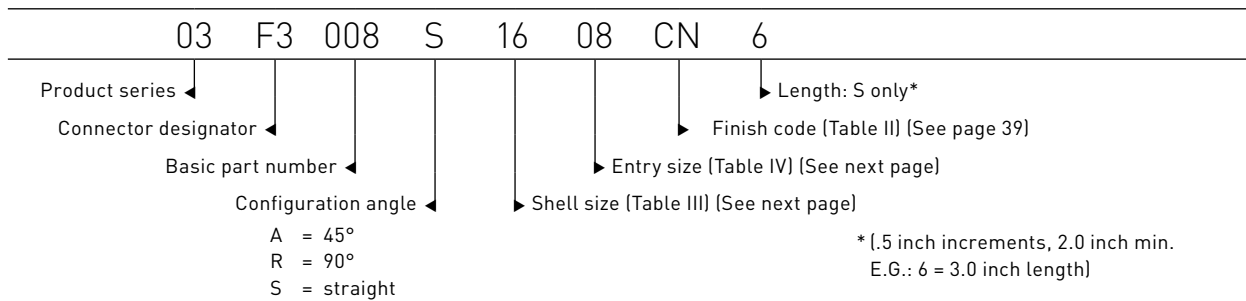 03 F3 008 S 16 08 CN 6
Product series
Length: S only*
Connector designator
Finish code (Table II) (See page 39)
Basic part number
Entry size (Table IV) (See next page)
Configuration angle
Shell size (Table III) (See next page)
A = 45°
R = 90°
S = straight
* (.5 inch increments, 2.0 inch min.
E.G.: 6 = 3.0 inch length)